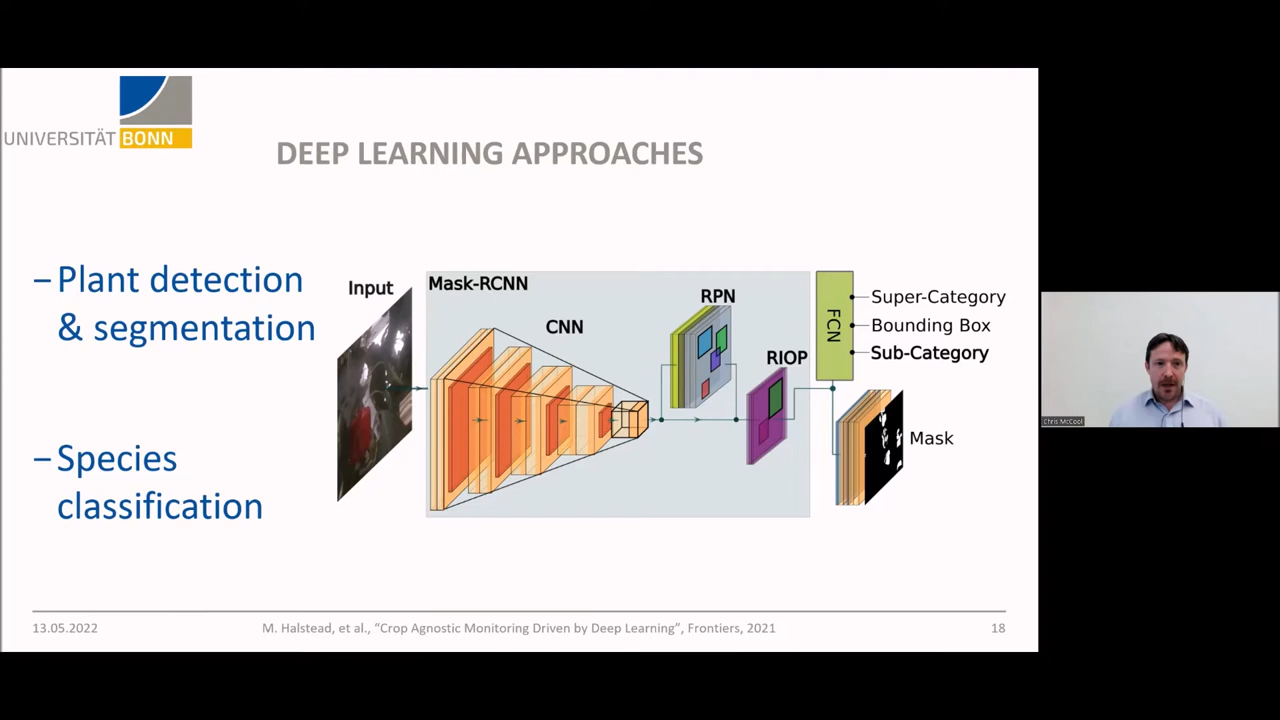 UNIVERSITÄT BONN
DEEP LEARNING APPROACHES
– Plant detection
& segmentation
– Species
classification
Input
Mask-RCNN
CNN
RPN
RIOP
FCN
Super-Category
Bounding Box
Sub-Category
Mask
13.05.2022
M. Halstead, et al., “Crop Agnostic Monitoring Driven by Deep Learning”, Frontiers, 2021
18
Chris McCool